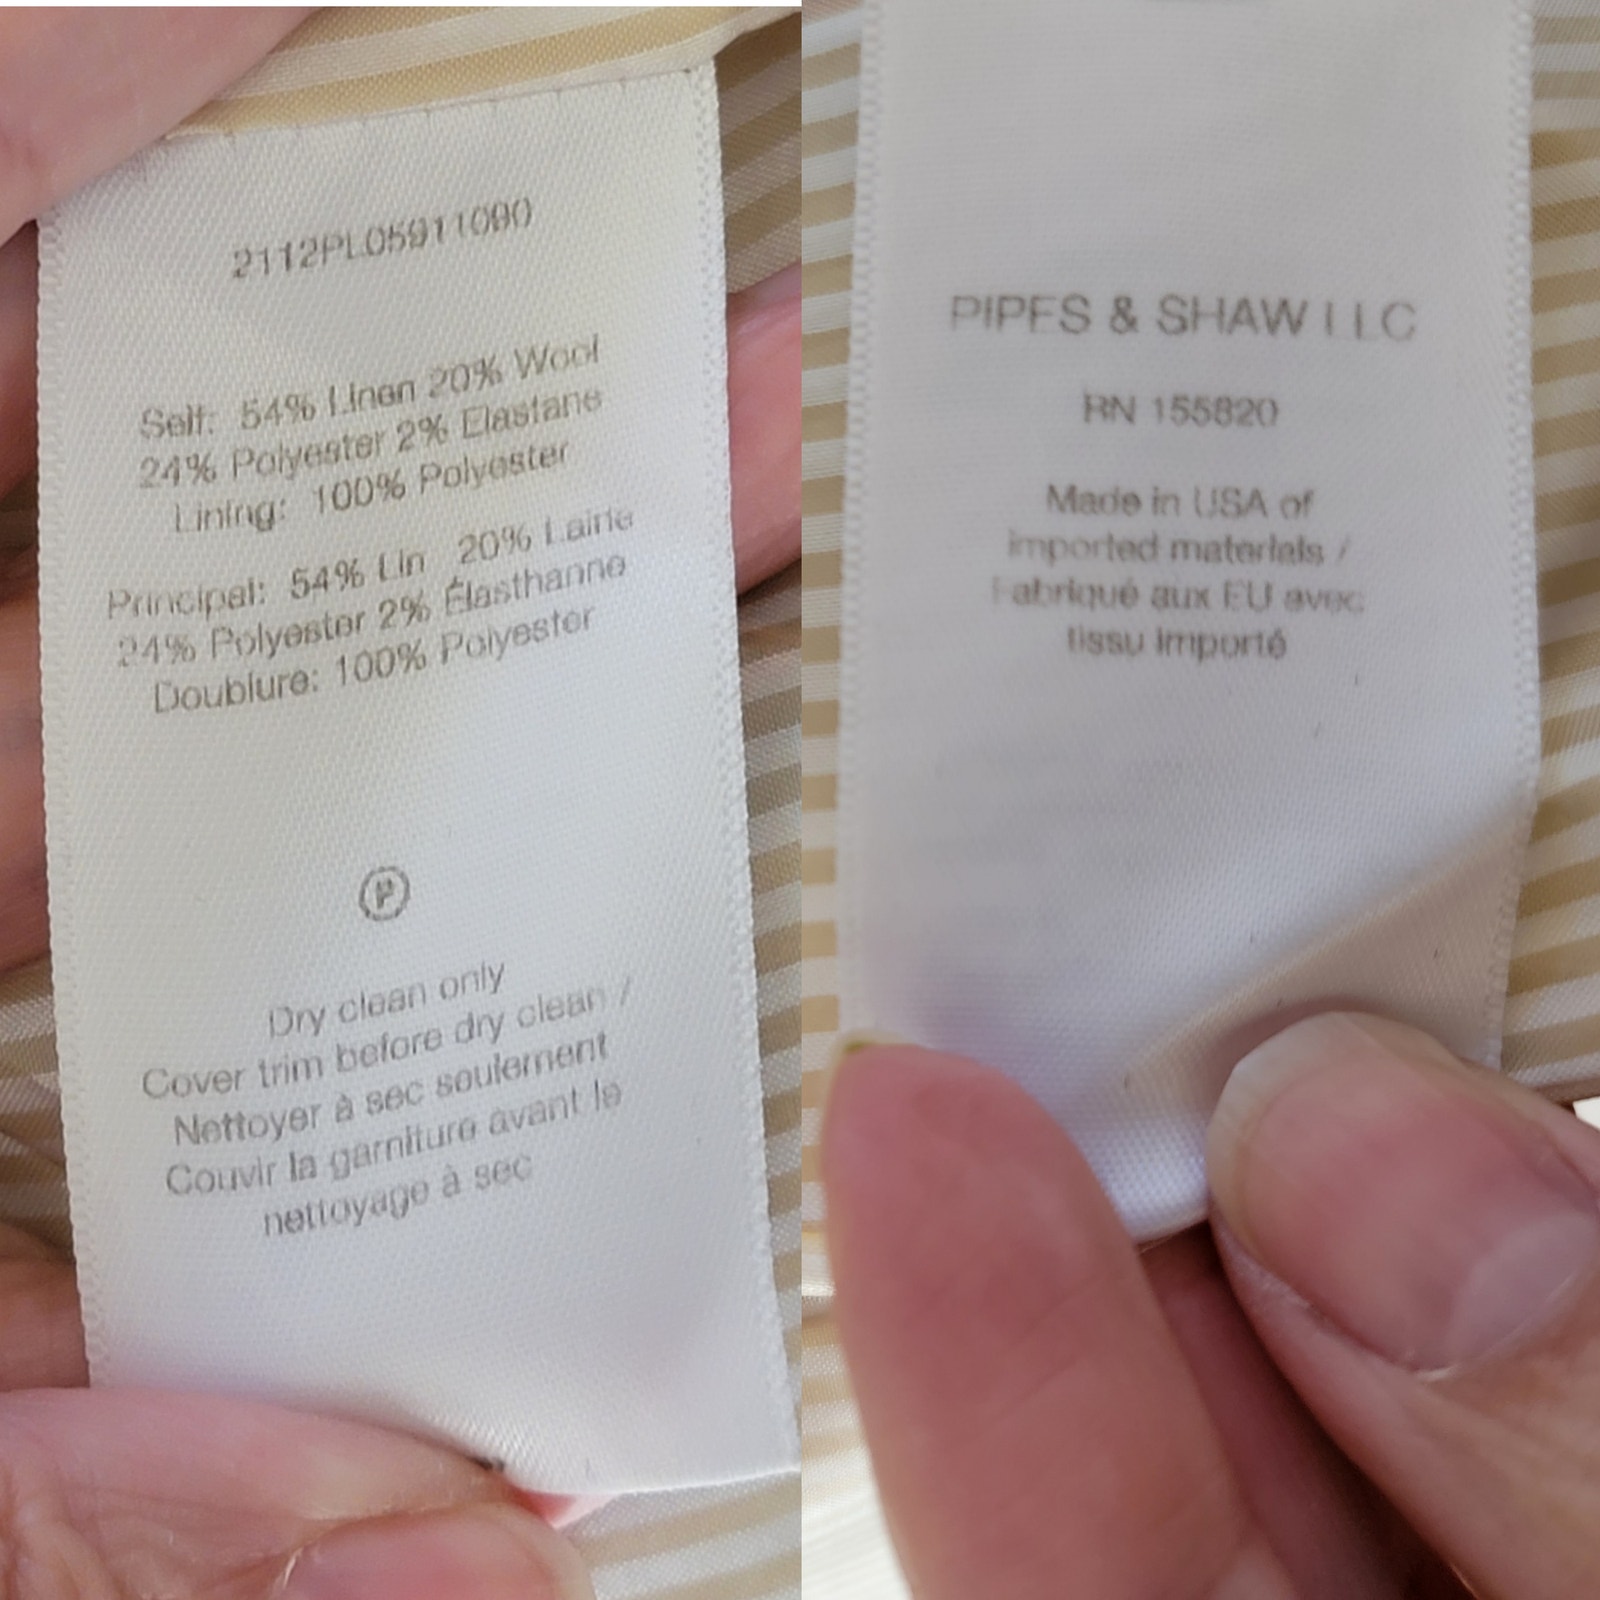 2112PL05911090
Self: 54% Linen 20% Wool
24% Polyester 2% Elastane
Lining: 100% Polyester
Principal: 54% Lin 20% Laine
24% Polyester 2% Élasthanne
Doublure: 100% Polyester
P
Dry clean only
Cover trim before dry clean /
Nettoyer à sec seulement
Couvir la garniture avant le
nettoyage à sec
PIPES & SHAW LLC
RN 155820
Made in USA of
imported materials /
Fabriqué aux EU avec
tissu importé